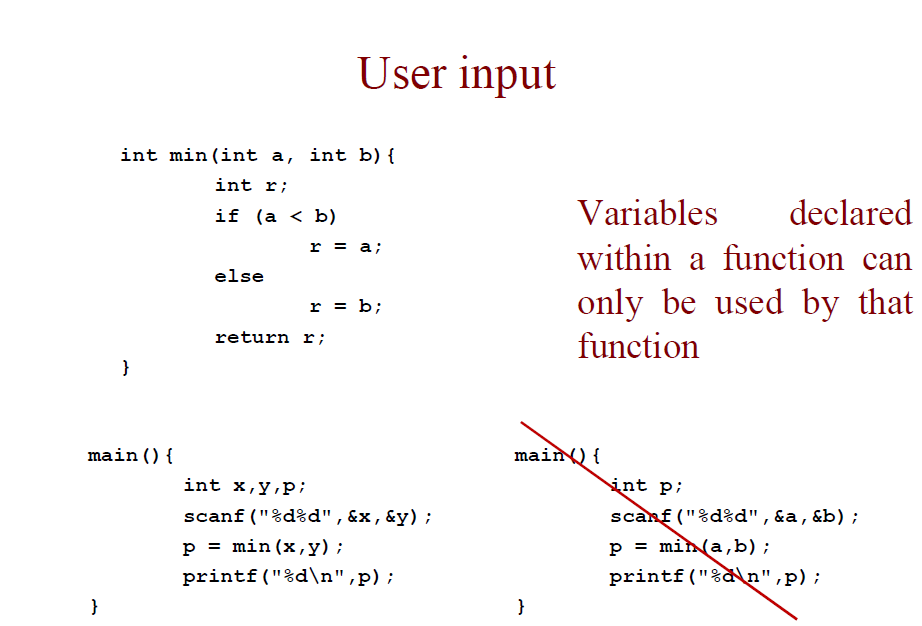 User input
int min(int a, int b){
int r;
if (a < b)
r = a;
else
r = b;
return r;
}
Variables declared
within a function can
only be used by that
function
main(){
int x,y,p;
scanf("%d%d",&x,&y);
p = min(x,y);
printf("%d\n",p);
}
main(){
int p;
scanf("%d%d",&a,&b);
p = min(a,b);
printf("%d\n",p);
}